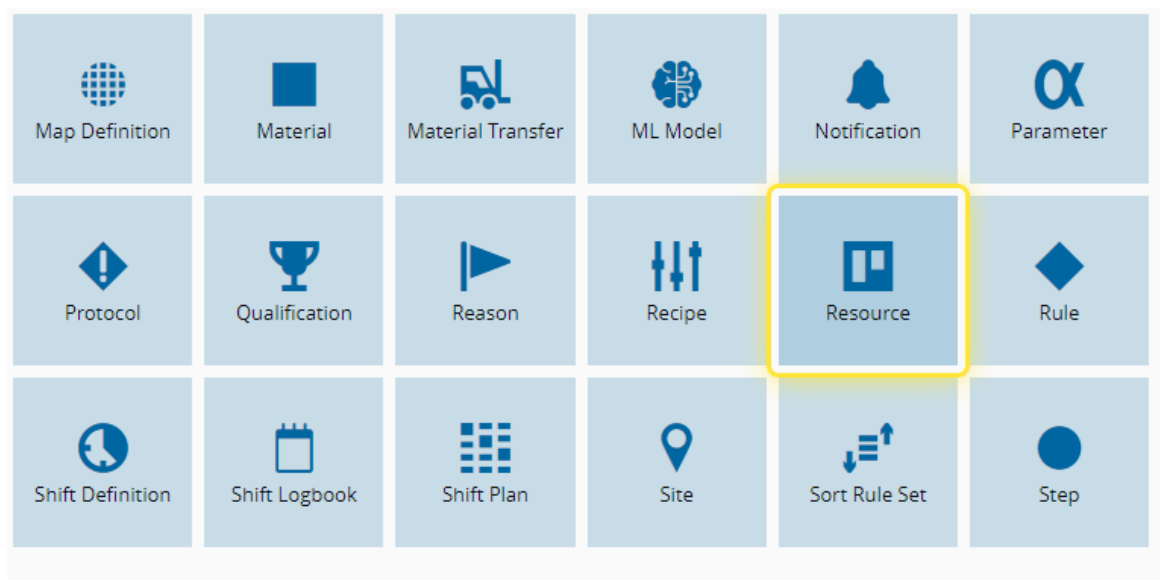 Map Definition
Material
Material Transfer
ML Model
Notification
Parameter
Protocol
Qualification
Reason
Recipe
Resource
Rule
Shift Definition
Shift Logbook
Shift Plan
Site
Sort Rule Set
Step